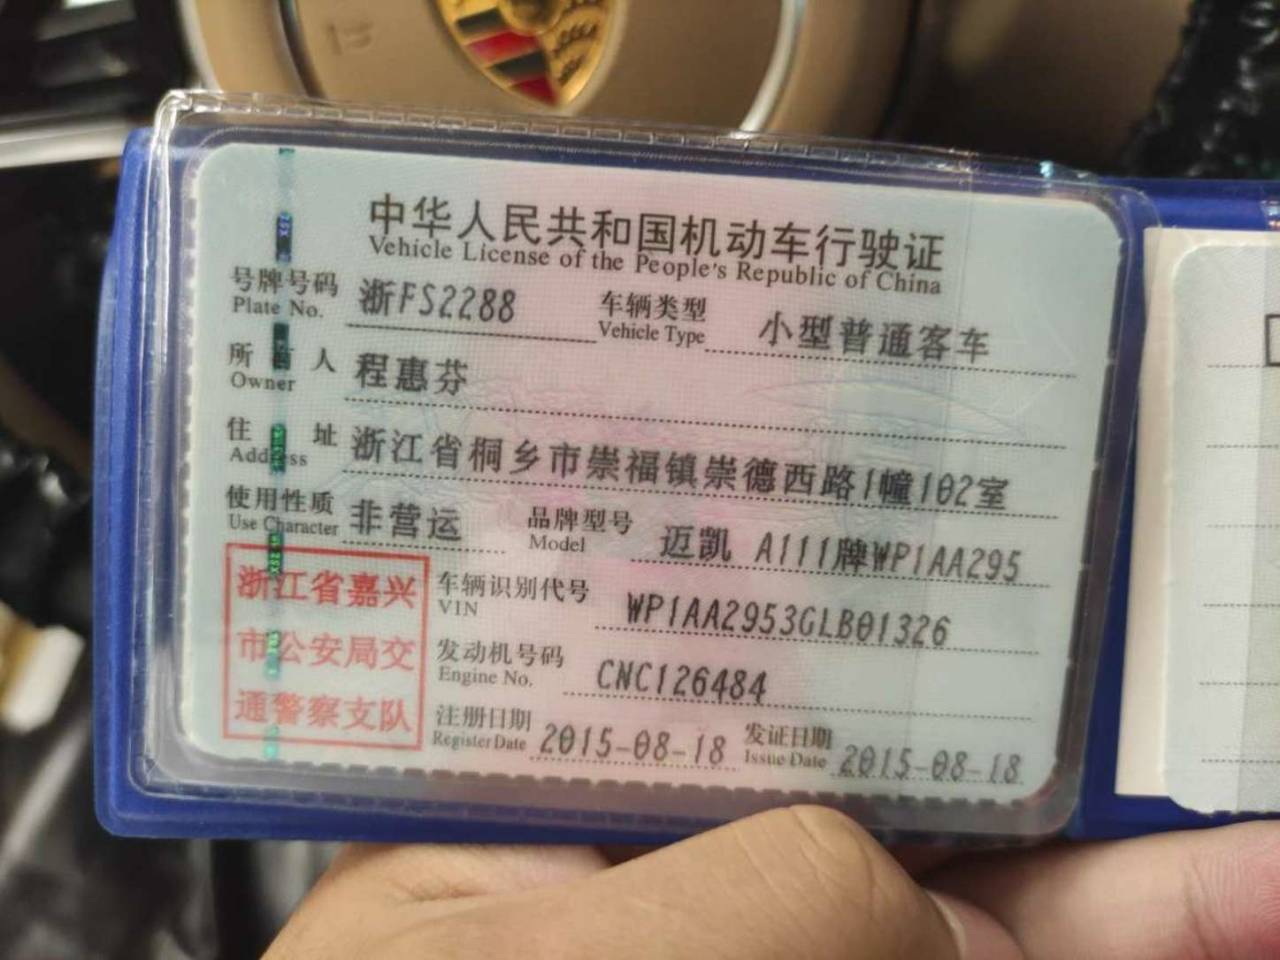 中华人民共和国机动车行驶证
Vehicle License of the People's Republic of China
号牌号码 浙FS2288 车辆类型 小型普通客车
Plate No. Vehicle Type
所 人 程惠芬
Owner
住 址 浙江省桐乡市崇福镇崇德西路1幢102室
Address
使用性质 非营运 品牌型号 迈凯 A111牌WP1AA295
Use Character Model
浙江省嘉兴
市公安局交
通警察支队
车辆识别代号 WP1AA2953GLB01326
VIN
发动机号码 CNC126484
Engine No.
注册日期 2015-08-18 发证日期 2015-08-18
Register Date Issue Date